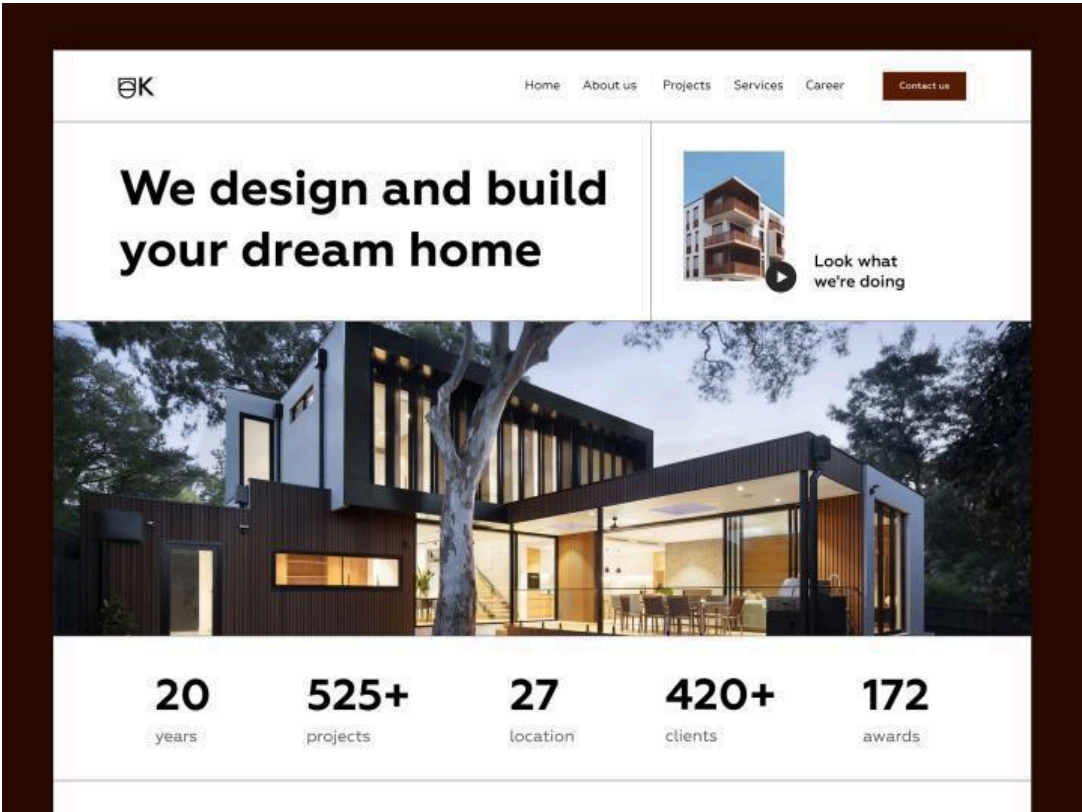 K
Home
About us
Projects
Services
Career
Contact us
We design and build
your dream home
Look what
we're doing
20
years
525+
projects
27
location
420+
clients
172
awards